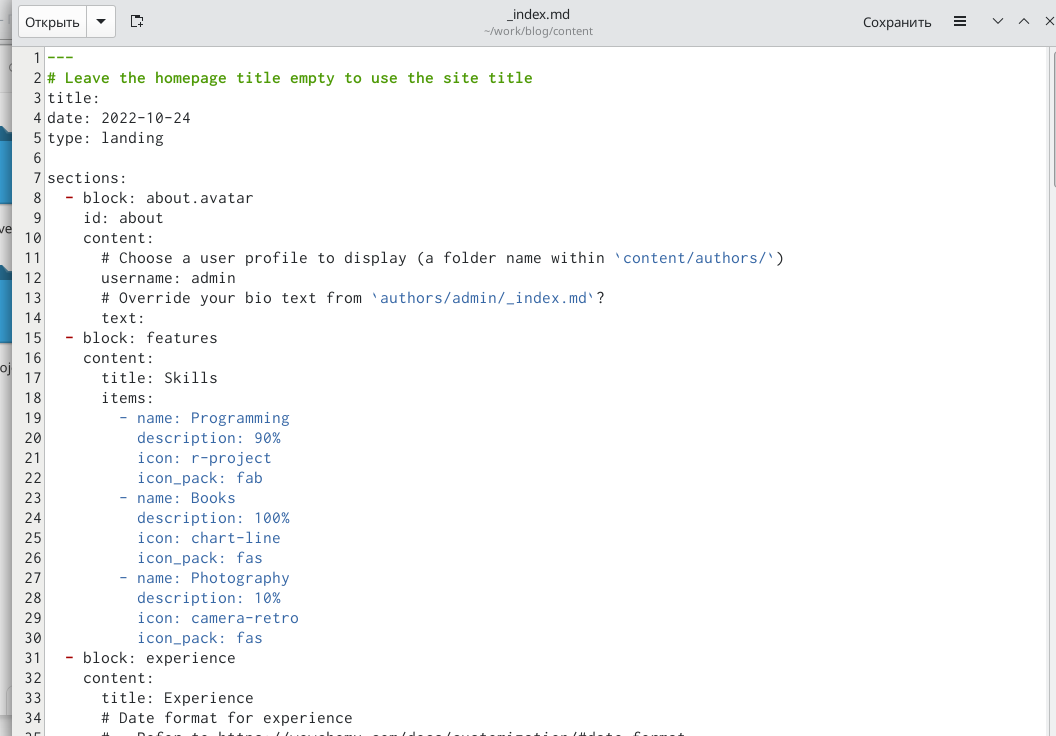 Открыть
_index.md
~/work/blog/content
Сохранить
1 ---
2 # Leave the homepage title empty to use the site title
3 title:
4 date: 2022-10-24
5 type: landing
6
7 sections:
8 - block: about.avatar
9 id: about
10 content:
11 # Choose a user profile to display (a folder name within `content/authors/`)
12 username: admin
13 # Override your bio text from `authors/admin/_index.md`?
14 text:
15 - block: features
16 content:
17 title: Skills
18 items:
19 - name: Programming
20 description: 90%
21 icon: r-project
22 icon_pack: fab
23 - name: Books
24 description: 100%
25 icon: chart-line
26 icon_pack: fas
27 - name: Photography
28 description: 10%
29 icon: camera-retro
30 icon_pack: fas
31 - block: experience
32 content:
33 title: Experience
34 # Date format for experience